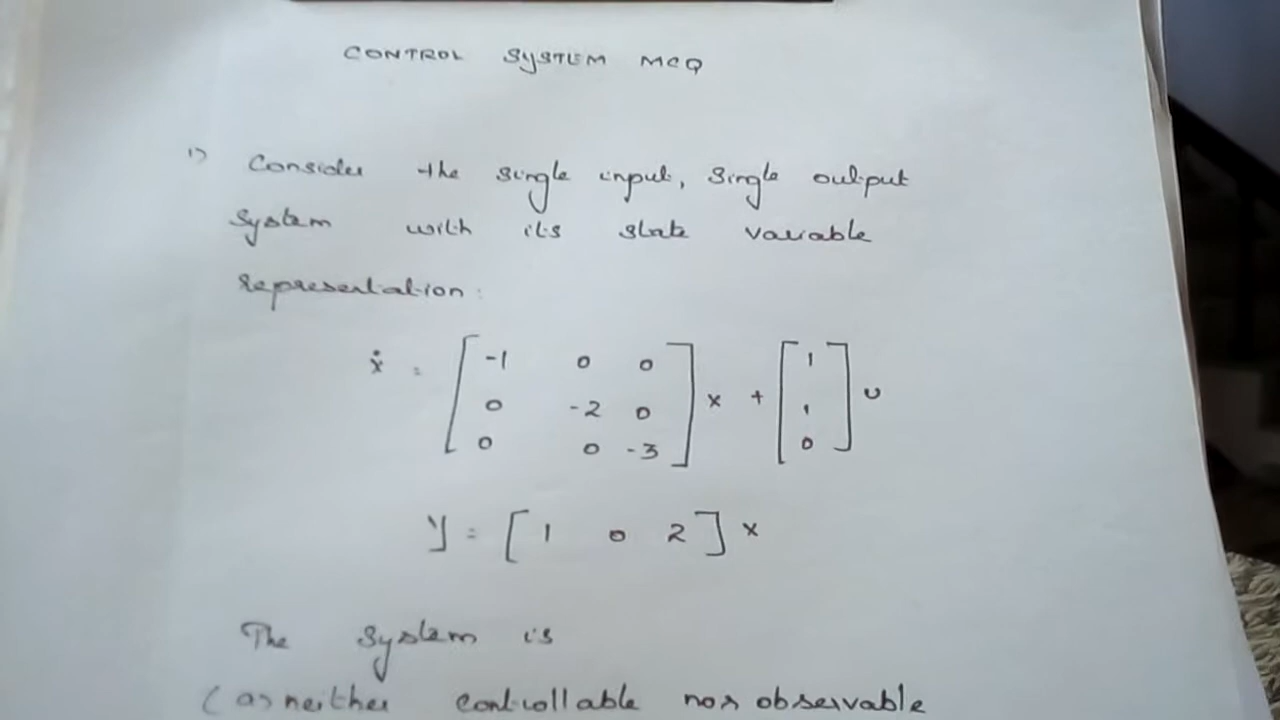 CONTROL SYSTEM MCQ
1) Consider the single input, single output
System with its state variable
representation:
ẋ = [ -1 0 0
0 -2 0
0 0 -3 ] x + [ 1
1
0 ] U
y = [ 1 0 2 ] x
The System is
(a) neither controllable nor observable